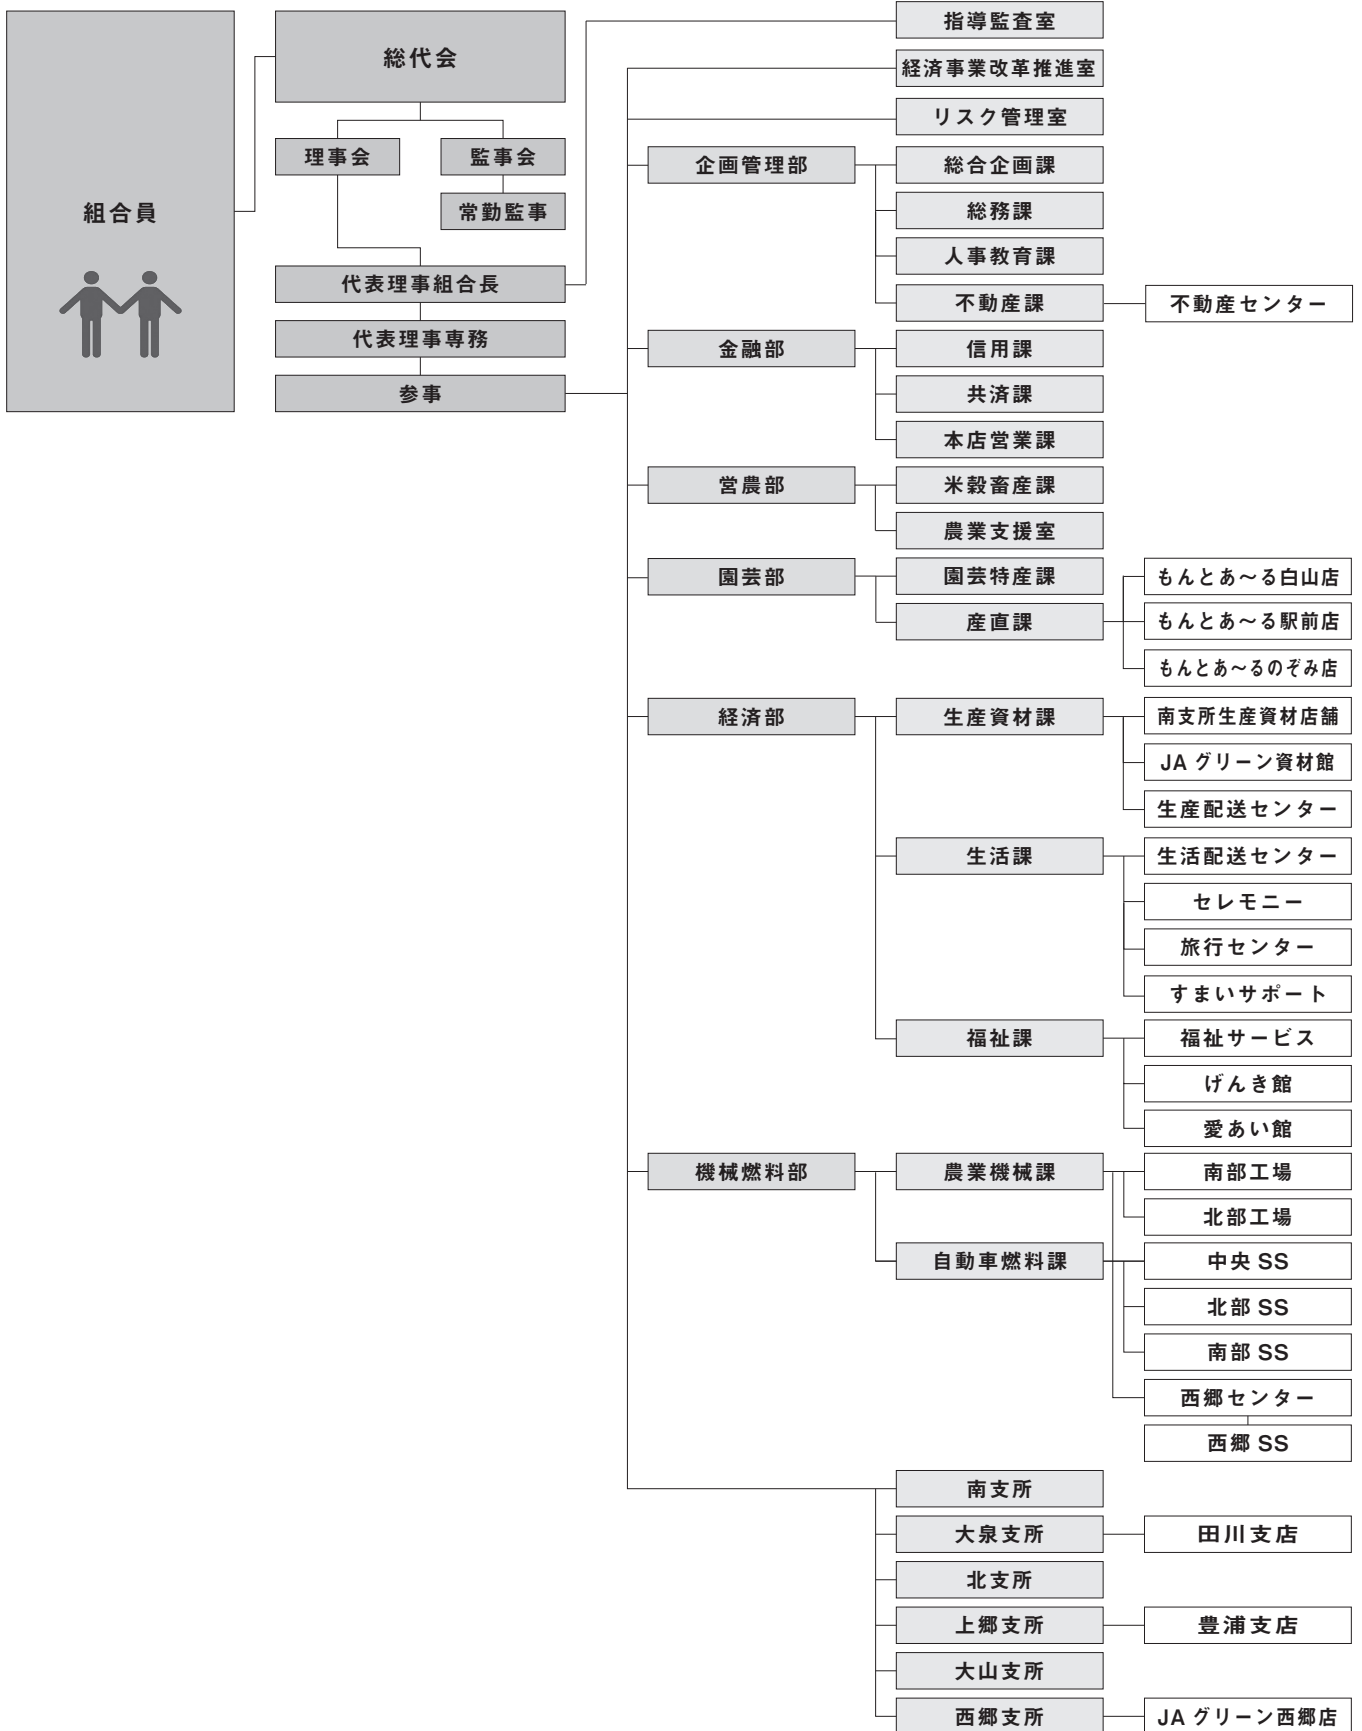 組合員
総代会
理事会
監事会
常勤監事
代表理事組合長
代表理事専務
参事
指導監査室
経済事業改革推進室
リスク管理室
企画管理部
総合企画課
総務課
人事教育課
不動産課
不動産センター
金融部
信用課
共済課
本店営業課
営農部
米穀畜産課
農業支援室
園芸部
園芸特産課
産直課
もんとあ〜る白山店
もんとあ〜る駅前店
もんとあ〜るのぞみ店
経済部
生産資材課
南支所生産資材店舗
JA グリーン資材館
生産配送センター
生活課
生活配送センター
セレモニー
旅行センター
すまいサポート
福祉課
福祉サービス
げんき館
愛あい館
機械燃料部
農業機械課
南部工場
北部工場
自動車燃料課
中央 SS
北部 SS
南部 SS
西郷センター
西郷 SS
南支所
大泉支所
田川支店
北支所
上郷支所
豊浦支店
大山支所
西郷支所
JA グリーン西郷店